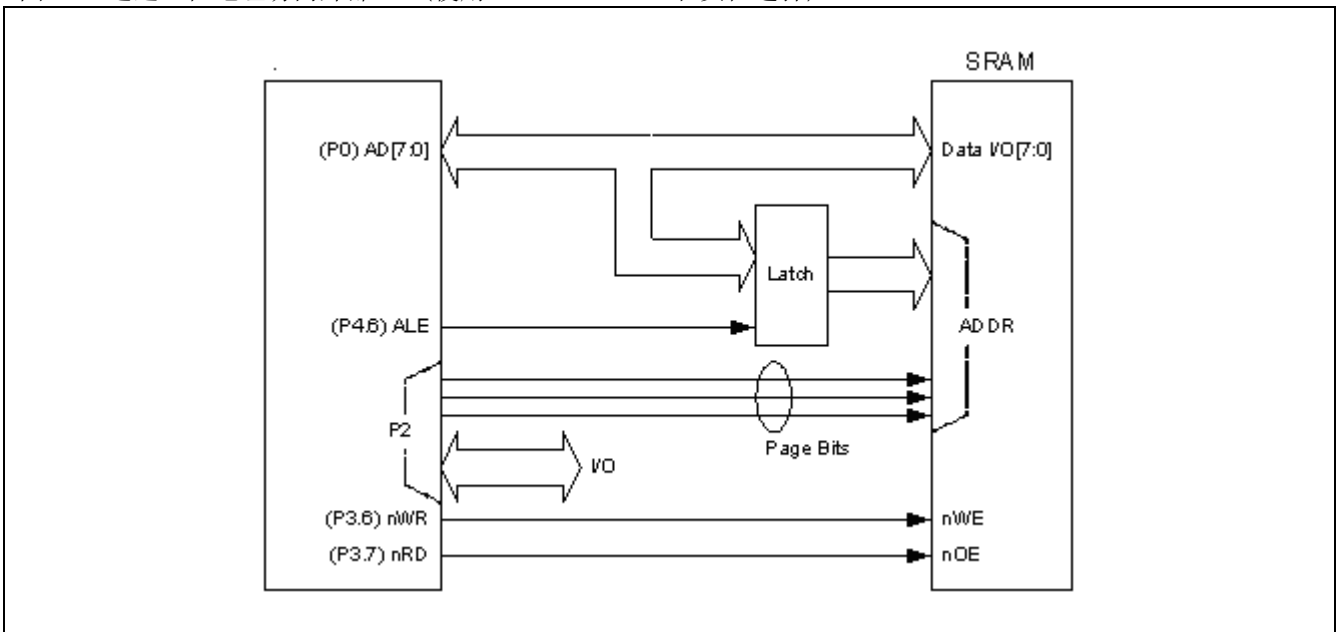 SRAM
(P0) AD[7:0]
Data I/O[7:0]
Latch
(P4.6) ALE
ADDR
P2
Page Bits
I/O
(P3.6) nWR
nWE
(P3.7) nRD
nOE